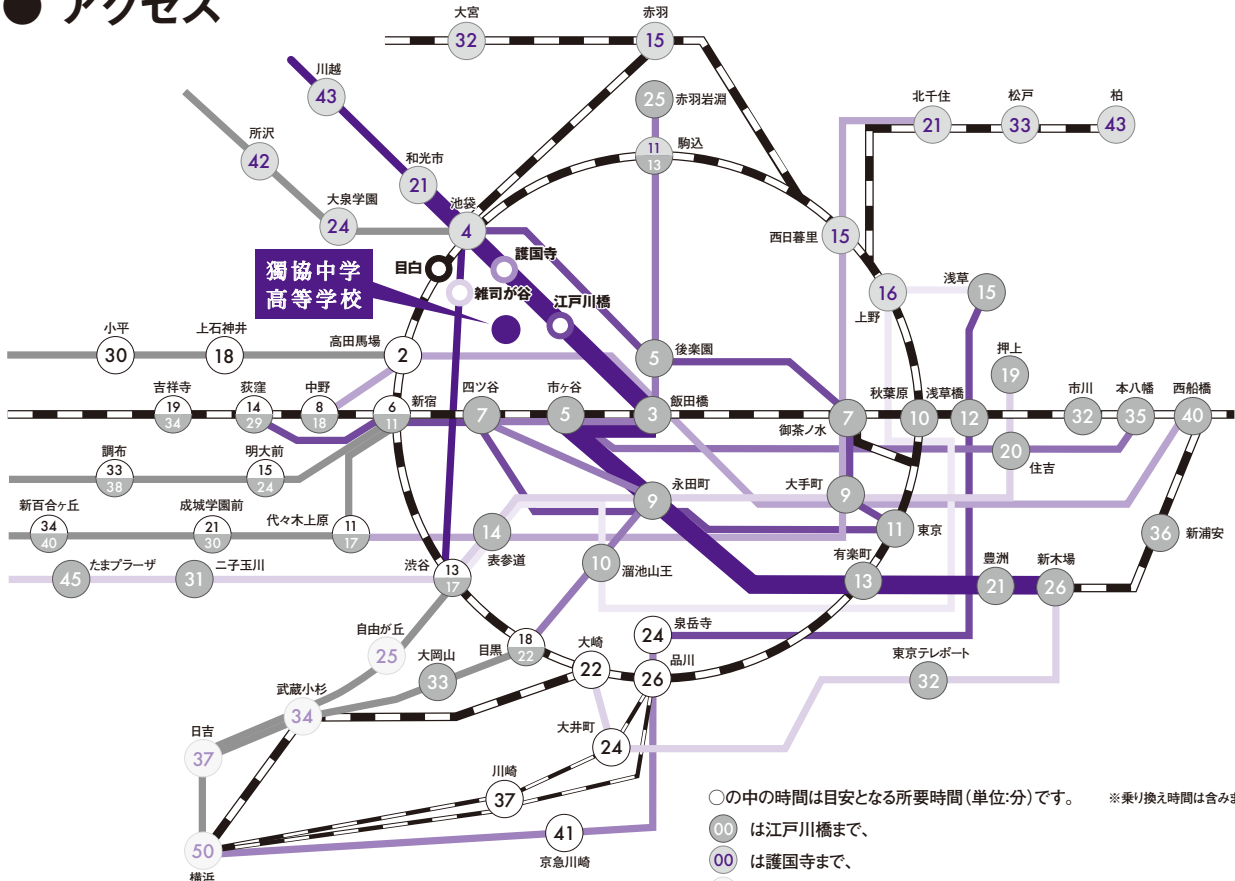 アクセス
大宮
32
赤羽
15
川越
43
25
赤羽岩淵
北千住
21
松戸
33
柏
43
所沢
42
和光市
21
駒込
11
13
大泉学園
24
池袋
4
西日暮里
15
獨協中学
高等学校
目白
護国寺
雑司が谷
江戸川橋
16
上野
浅草
15
小平
30
上石神井
18
高田馬場
2
5
後楽園
押上
19
吉祥寺
19
34
荻窪
14
29
中野
8
18
新宿
6
11
四ツ谷
7
市ヶ谷
5
飯田橋
3
御茶ノ水
7
秋葉原
10
浅草橋
12
市川
32
本八幡
35
西船橋
40
調布
33
38
明大前
15
24
20
住吉
新百合ヶ丘
34
40
成城学園前
21
30
代々木上原
11
17
14
表参道
永田町
9
大手町
9
11
東京
36
新浦安
45
たまプラーザ
31
二子玉川
渋谷
13
17
10
溜池山王
有楽町
13
豊洲
21
新木場
26
自由が丘
25
大岡山
33
目黒
18
22
大崎
22
24
泉岳寺
品川
26
東京テレポート
32
武蔵小杉
34
日吉
37
大井町
24
川崎
37
横浜
50
41
京急川崎
○の中の時間は目安となる所要時間(単位:分)です。
※乗り換え時間は含みま
00 は江戸川橋まで、
00 は護国寺まで、